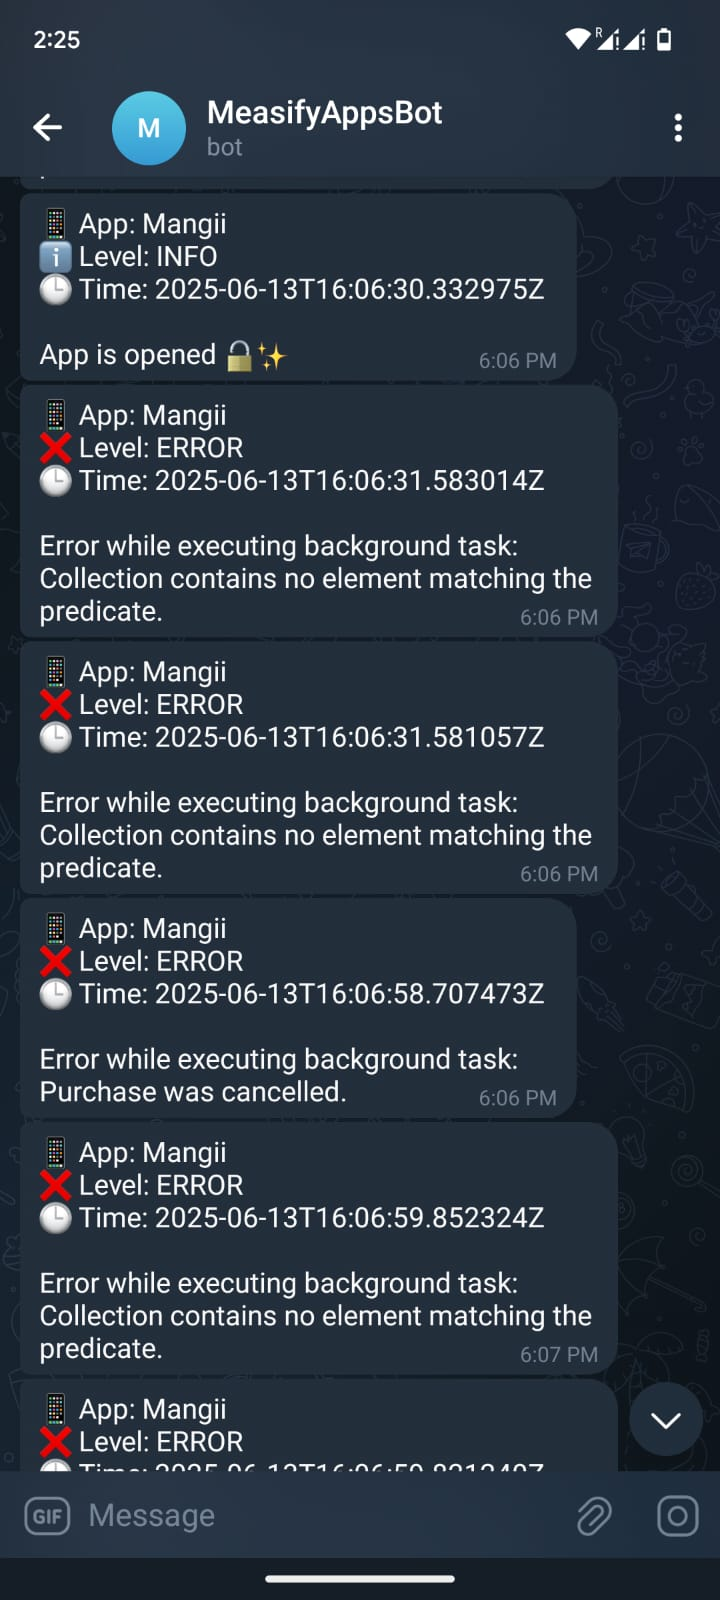 2:25
R
M
MeasifyAppsBot
bot
📱 App: Mangii
ℹ️ Level: INFO
🕒 Time: 2025-06-13T16:06:30.332975Z
App is opened 🔓✨
6:06 PM
📱 App: Mangii
❌ Level: ERROR
🕒 Time: 2025-06-13T16:06:31.583014Z
Error while executing background task:
Collection contains no element matching the
predicate.
6:06 PM
📱 App: Mangii
❌ Level: ERROR
🕒 Time: 2025-06-13T16:06:31.581057Z
Error while executing background task:
Collection contains no element matching the
predicate.
6:06 PM
📱 App: Mangii
❌ Level: ERROR
🕒 Time: 2025-06-13T16:06:58.707473Z
Error while executing background task:
Purchase was cancelled.
6:06 PM
📱 App: Mangii
❌ Level: ERROR
🕒 Time: 2025-06-13T16:06:59.852324Z
Error while executing background task:
Collection contains no element matching the
predicate.
6:07 PM
📱 App: Mangii
❌ Level: ERROR
🕒 Time:
GIF
Message